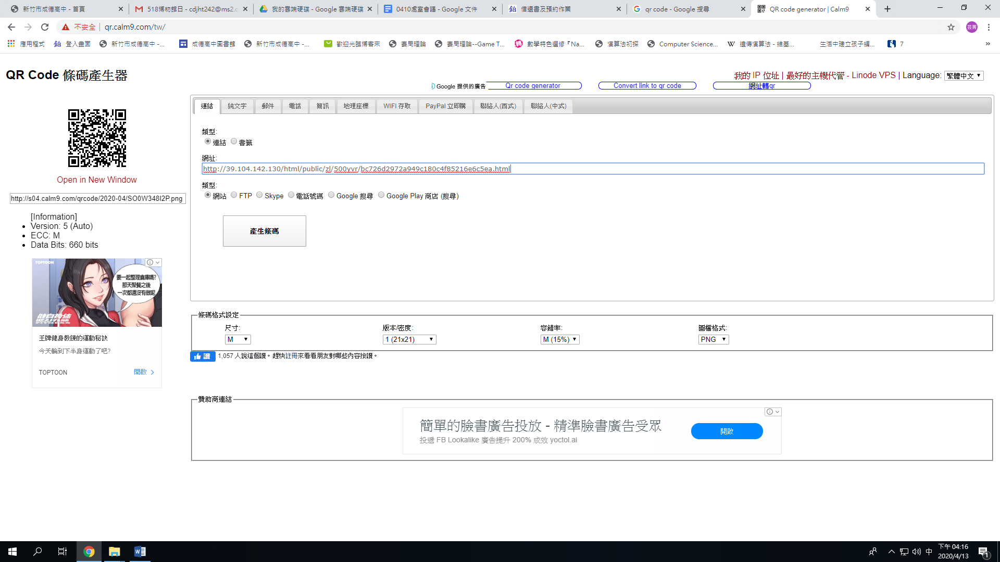 新竹市成德高中 - 首頁
518博物館日 - cdjht242@ms2.c
我的雲端硬碟 - Google 雲端硬碟
0410處室會議 - Google 文件
借還書及預約作業
qr code - Google 搜尋
QR code generator | Calm9
不安全
qr.calm9.com/tw/
芸菁
應用程式
登入畫面
新竹市成德高中 -...
成德高中圖書館
新竹市成德高中 -...
歡迎光臨博客來
賽局理論
賽局理論--Game T...
數學特色選修『Na...
演算法初探
Computer Science...
遺傳演算法 - 維基...
生活中建立孩子編...
7
QR Code 條碼產生器
我的 IP 位址 | 最好的主機代管 - Linode VPS | Language: 繁體中文
Google 提供的廣告
Qr code generator
Convert link to qr code
網址轉qr
連結
純文字
郵件
電話
簡訊
地理座標
WIFI 存取
PayPal 立即購
聯絡人(西式)
聯絡人(中式)
Open in New Window
http://s04.calm9.com/qrcode/2020-04/SO0W348I2P.png
[Information]
Version: 5 (Auto)
ECC: M
Data Bits: 660 bits
類型:
連結 書籤
網址:
http://39.104.142.130/html/public/zl/500yvr/bc726d2972a949c180c4f85216e6c5ea.html
類型:
網站 FTP Skype 電話號碼 Google 搜尋 Google Play 商店 (搜尋)
產生條碼
TOPTOON
要一起整理倉庫嗎?
那天聚餐之後
一次都還沒有做呢
健身教練
王牌健身教練的運動秘訣
今天輪到下半身運動了吧?
TOPTOON
開啟
條碼格式設定
尺寸:
M
版本/密度:
1 (21x21)
容錯率:
M (15%)
圖檔格式:
PNG
讚
1,057 人說這個讚。趕快註冊來看看朋友對哪些內容按讚。
贊助商連結
簡單的臉書廣告投放 - 精準臉書廣告受眾
投遞 FB Lookalike 廣告提升 200% 成效 yoctol.ai
開啟
中
下午 04:16
2020/4/13
1